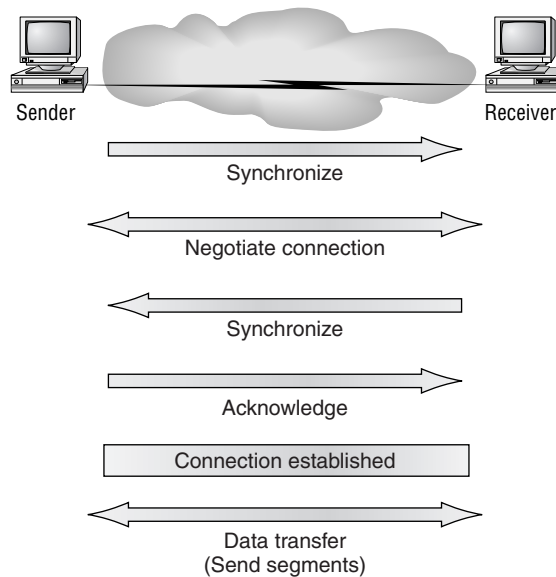 Sender
Receiver
Synchronize
Negotiate connection
Synchronize
Acknowledge
Connection established
Data transfer
(Send segments)